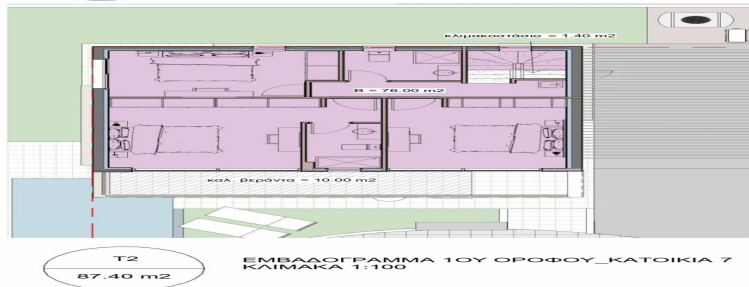 κλιμακοστάσιο = 1.40 m2
B = 76.00 m2
καλ. βεράντα = 10.00 m2
T2
87.40 m2
ΕΜΒΑΔΟΓΡΑΜΜΑ 1ΟΥ ΟΡΟΦΟΥ_ΚΑΤΟΙΚΙΑ 7
ΚΛΙΜΑΚΑ 1:100